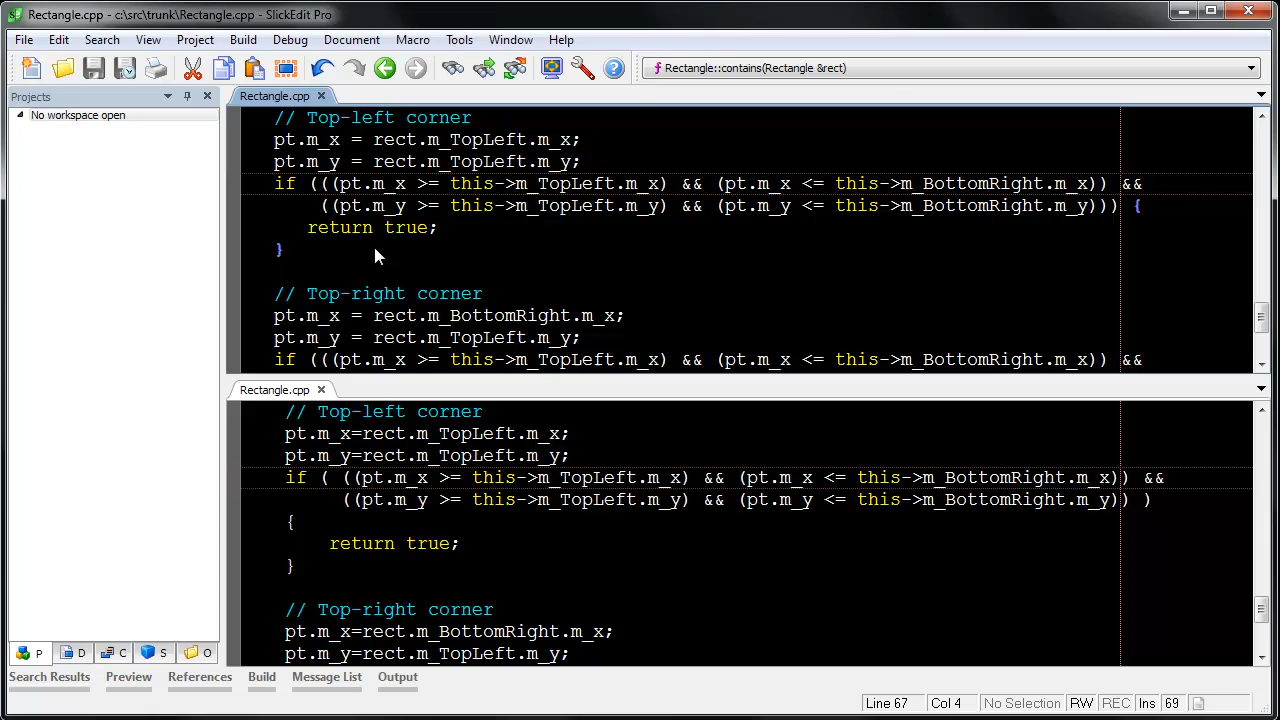 Rectangle.cpp - c:\src\trunk\Rectangle.cpp - SlickEdit Pro
File Edit Search View Project Build Debug Document Macro Tools Window Help
Rectangle::contains(Rectangle &rect)
Projects
No workspace open
Rectangle.cpp
// Top-left corner
pt.m_x = rect.m_TopLeft.m_x;
pt.m_y = rect.m_TopLeft.m_y;
if (((pt.m_x >= this->m_TopLeft.m_x) && (pt.m_x <= this->m_BottomRight.m_x)) &&
((pt.m_y >= this->m_TopLeft.m_y) && (pt.m_y <= this->m_BottomRight.m_y))) {
return true;
}
// Top-right corner
pt.m_x = rect.m_BottomRight.m_x;
pt.m_y = rect.m_TopLeft.m_y;
if (((pt.m_x >= this->m_TopLeft.m_x) && (pt.m_x <= this->m_BottomRight.m_x)) &&
Rectangle.cpp
// Top-left corner
pt.m_x=rect.m_TopLeft.m_x;
pt.m_y=rect.m_TopLeft.m_y;
if ( ((pt.m_x >= this->m_TopLeft.m_x) && (pt.m_x <= this->m_BottomRight.m_x)) &&
((pt.m_y >= this->m_TopLeft.m_y) && (pt.m_y <= this->m_BottomRight.m_y)) )
{
return true;
}
// Top-right corner
pt.m_x=rect.m_BottomRight.m_x;
pt.m_y=rect.m_TopLeft.m_y;
P D C S O
Search Results Preview References Build Message List Output
Line 67 Col 4 No Selection RW REC Ins 69